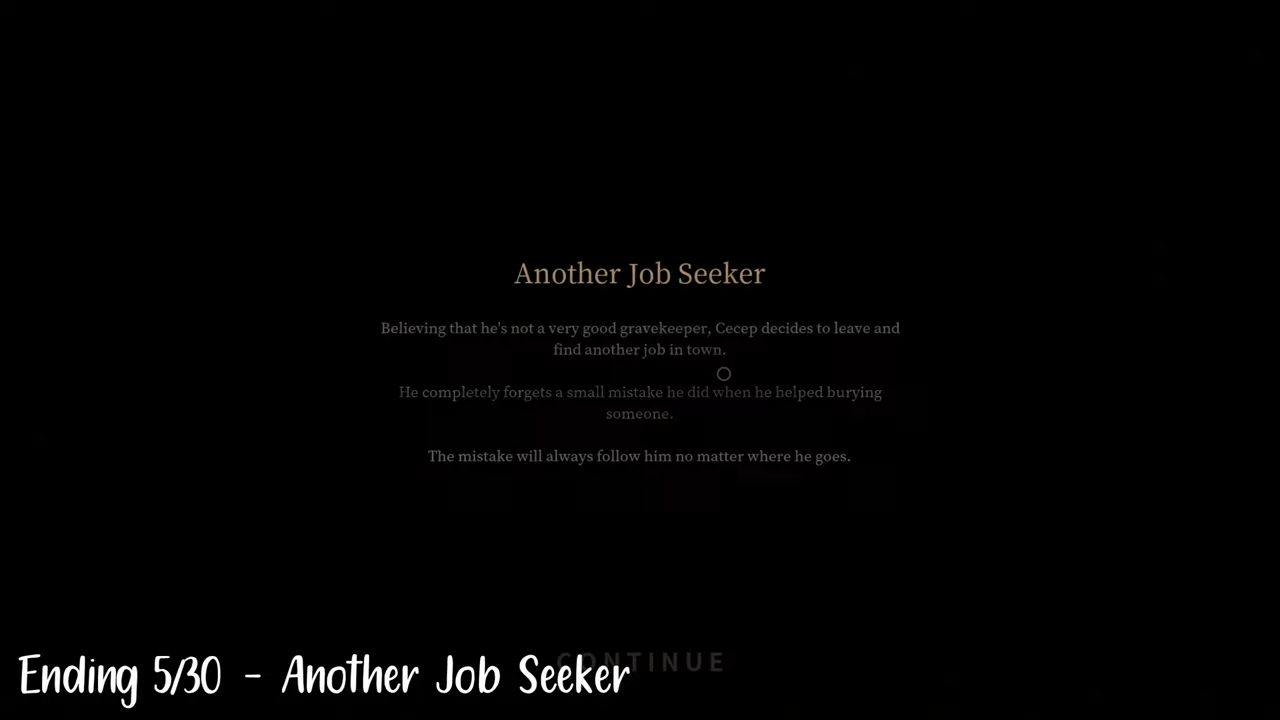 Another Job Seeker
Believing that he's not a very good gravekeeper, Cecep decides to leave and
find another job in town.
He completely forgets a small mistake he did when he helped burying
someone.
The mistake will always follow him no matter where he goes.
CONTINUE
Ending 5/30 - Another Job Seeker